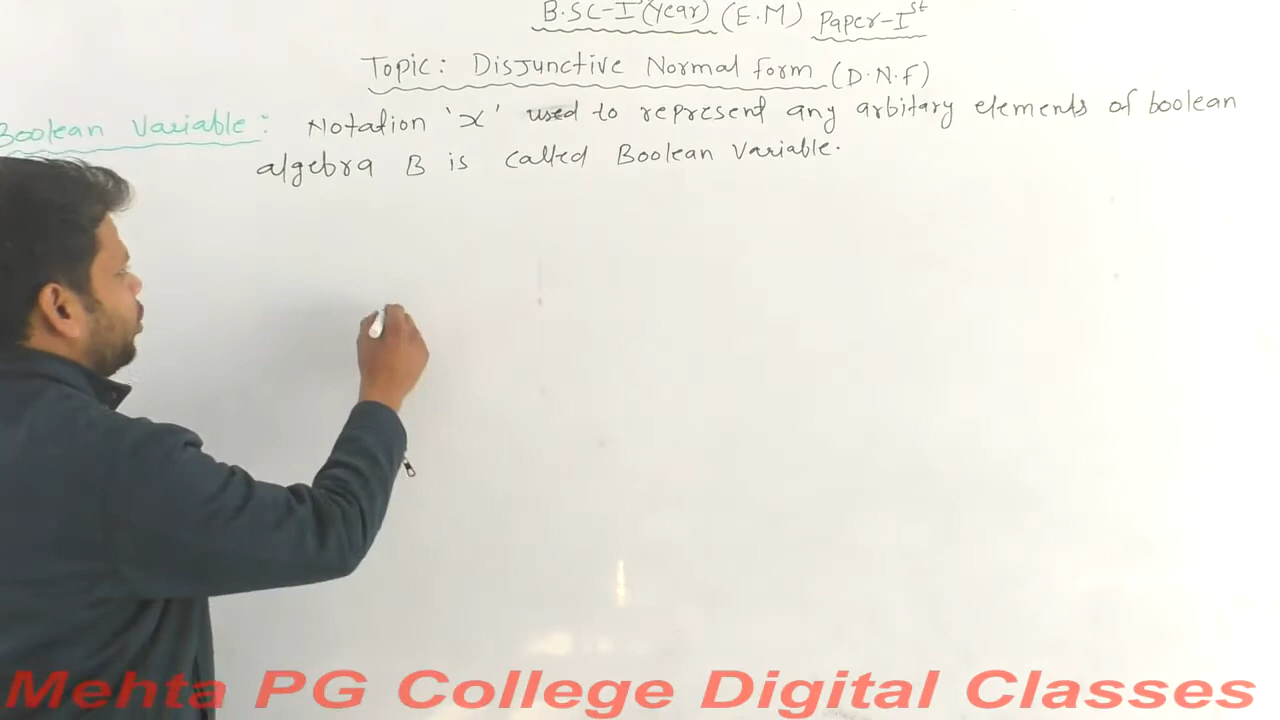 B.SC-I (Year) (E.M) Paper-I st
Topic: Disjunctive Normal form (D.N.F)
Boolean Variable: Notation 'x' used to represent any arbitary elements of boolean
algebra B is called Boolean Variable.
Mehta PG College Digital Classes